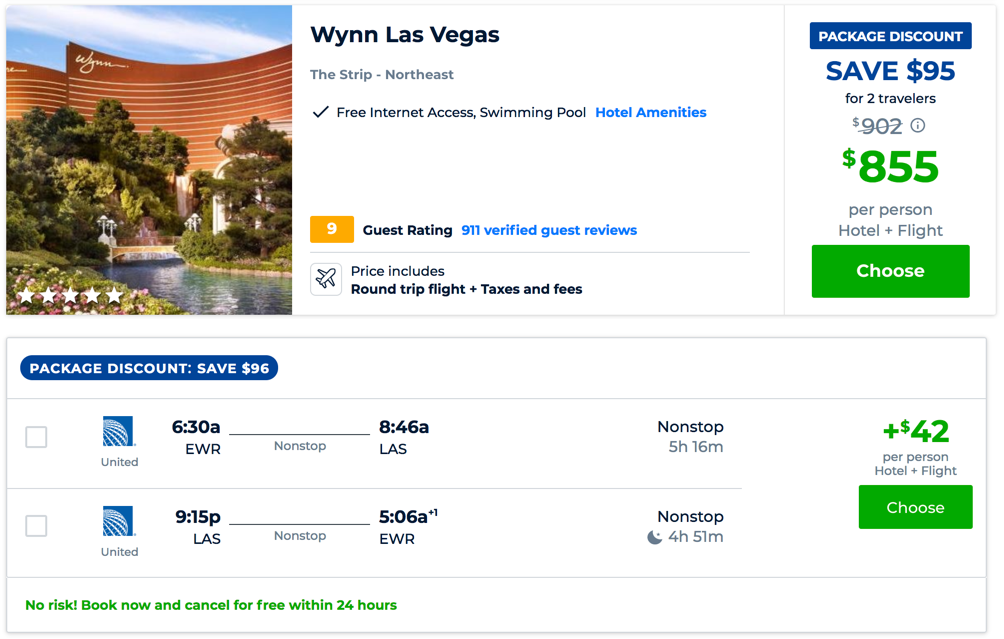 Wynn
Wynn Las Vegas
The Strip - Northeast
Free Internet Access, Swimming Pool Hotel Amenities
9 Guest Rating 911 verified guest reviews
Price includes
Round trip flight + Taxes and fees
PACKAGE DISCOUNT
SAVE $95
for 2 travelers
$902
$855
per person
Hotel + Flight
Choose
PACKAGE DISCOUNT: SAVE $96
6:30a Nonstop 8:46a
EWR LAS
United
Nonstop
5h 16m
9:15p Nonstop 5:06a+1
LAS EWR
United
Nonstop
4h 51m
+$42
per person
Hotel + Flight
Choose
No risk! Book now and cancel for free within 24 hours